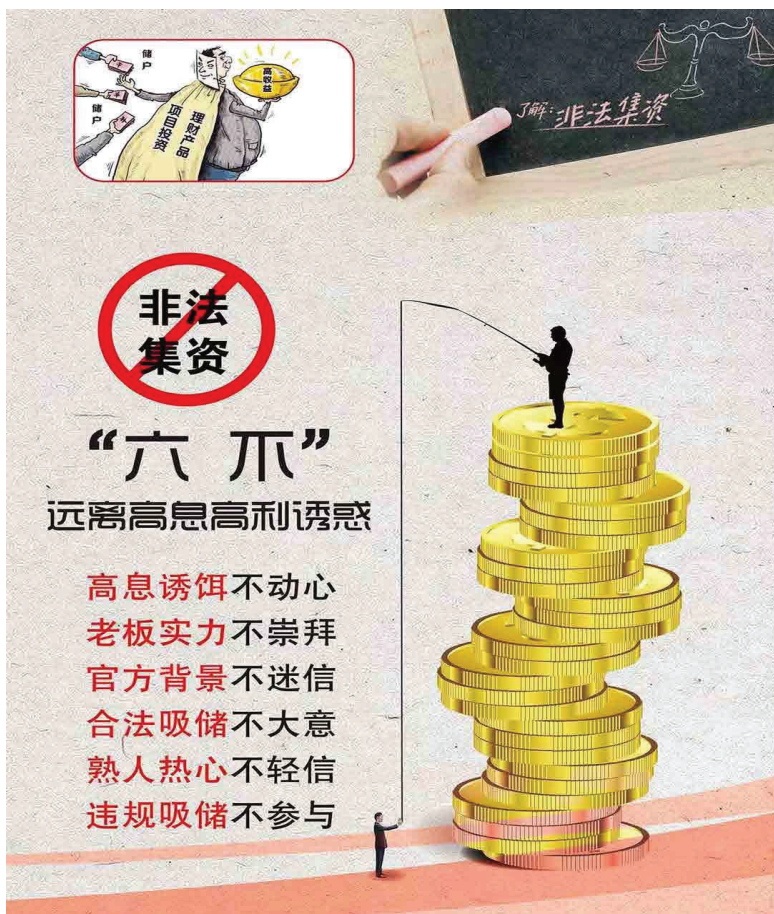 储户
储户
高收益
理财产品
项目投资
了解：非法集资
非法
集资
“六 不”
远离高息高利诱惑
高息诱饵不动心
老板实力不崇拜
官方背景不迷信
合法吸储不大意
熟人热心不轻信
违规吸储不参与